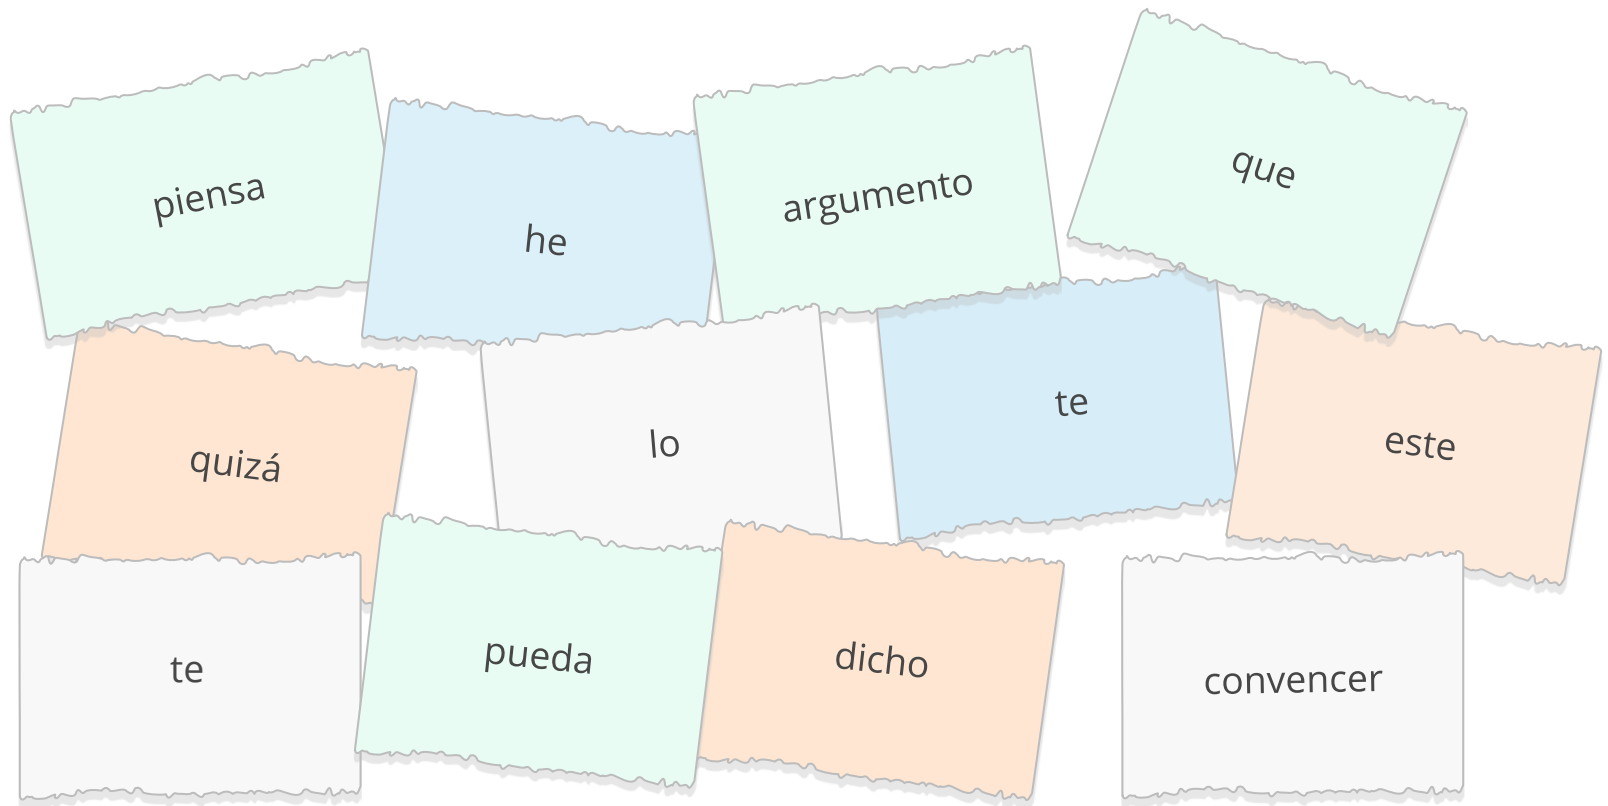 piensa he argumento que
quizá lo te este
te pueda dicho convencer